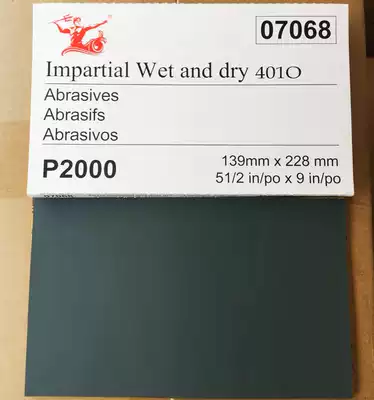 07068
Impartial Wet and dry 401O
Abrasives
Abrasifs
Abrasivos
P2000
139mm x 228 mm
51/2 in/po x 9 in/po